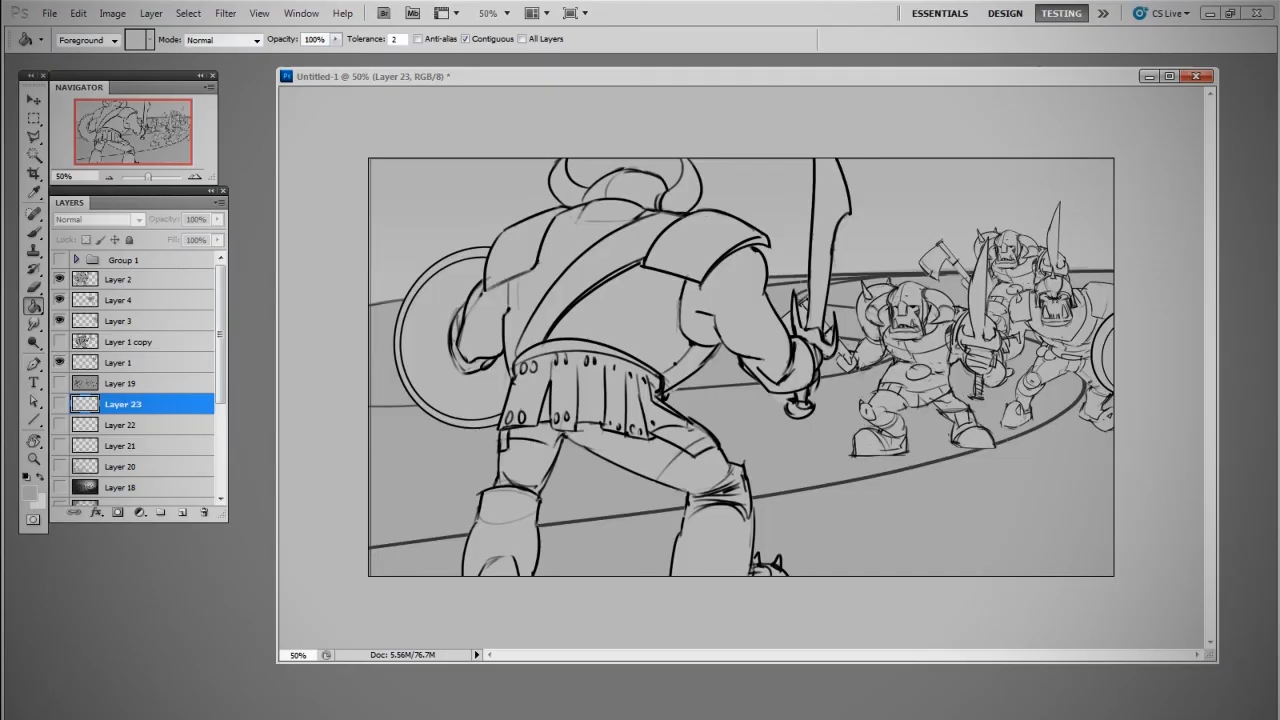 Ps File Edit Image Layer Select Filter View Window Help Br Mb 50% ESSENTIALS DESIGN TESTING CS Live
Foreground Mode: Normal Opacity: 100% Tolerance: 2 Anti-alias Contiguous All Layers
Ps Untitled-1 @ 50% (Layer 23, RGB/8) *
NAVIGATOR
50%
LAYERS
Normal Opacity: 100%
Lock: Fill: 100%
Group 1
Layer 2
Layer 4
Layer 3
Layer 1 copy
Layer 1
Layer 19
Layer 23
Layer 22
Layer 21
Layer 20
Layer 18
50% Doc: 5.56M/76.7M